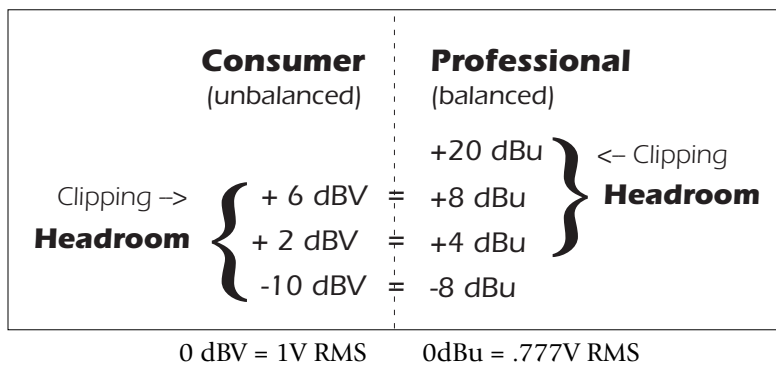 Consumer Professional
(unbalanced) (balanced)
+20 dBu <– Clipping
Clipping –> + 6 dBV = +8 dBu Headroom
Headroom + 2 dBV = +4 dBu
-10 dBV = -8 dBu
0 dBV = 1V RMS 0dBu = .777V RMS